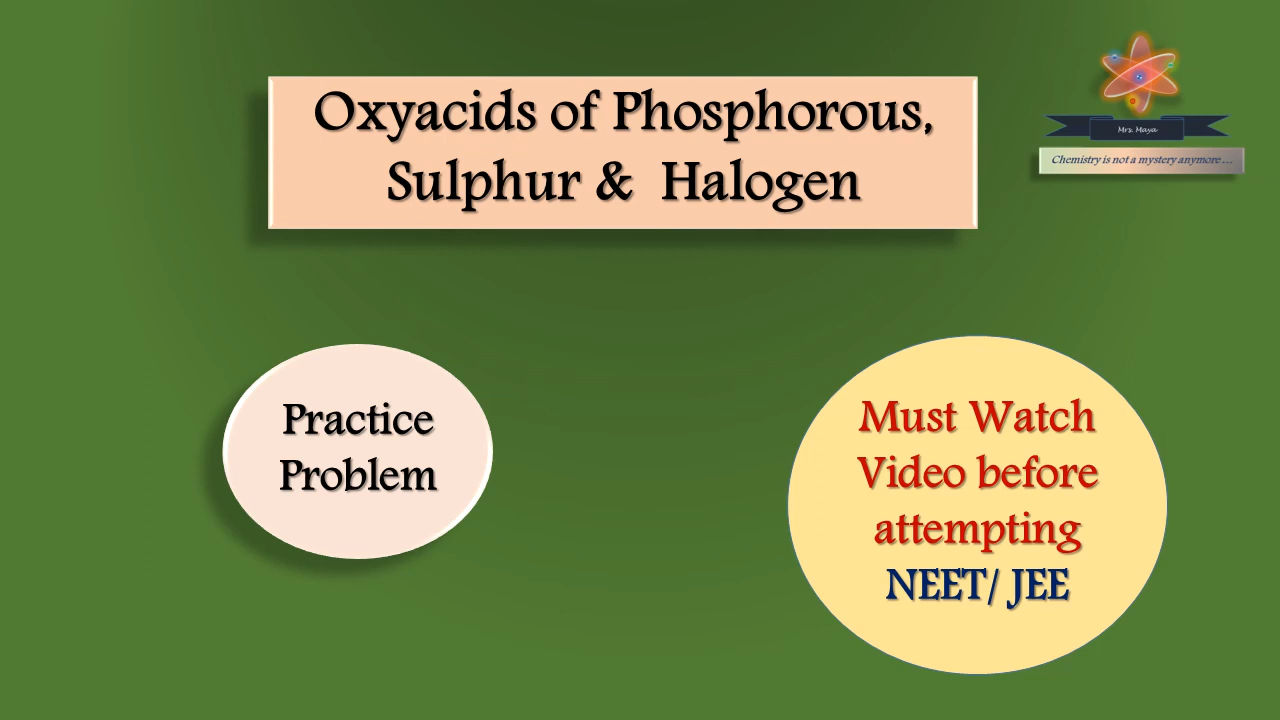 Oxyacids of Phosphorous,
Sulphur & Halogen
Mrs. Maya
Chemistry is not a mystery anymore...
Practice
Problem
Must Watch
Video before
attempting
NEET/ JEE